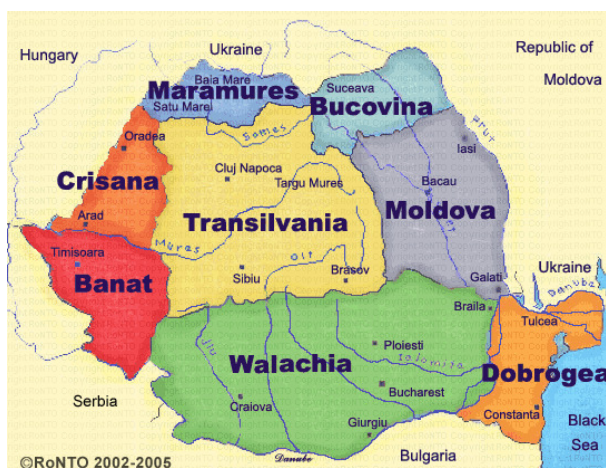 Hungary
Ukraine
Republic of
Moldova
Baia Mare
Maramures
Satu Mare
Suceava
Bucovina
Prut
Somes
Oradea
Iasi
Cluj Napoca
Targu Mures
Bacau
Crisana
Transilvania
Moldova
Arad
Mures
Olt
Timisoara
Banat
Sibiu
Brasov
Galati
Ukraine
Danube
Braila
Tulcea
Jiu
Walachia
Ploiesti
Ialomita
Dobrogea
Bucharest
Craiova
Serbia
Giurgiu
Constanta
Black
Sea
Bulgaria
Danube
©RoNTO 2002-2005